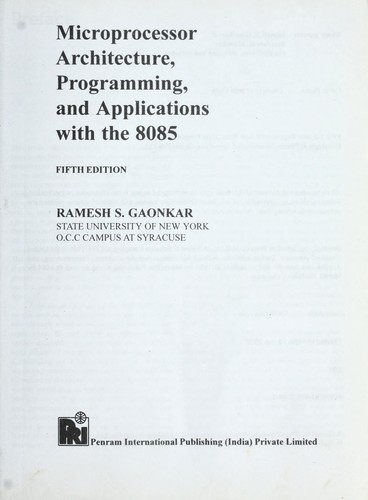 Microprocessor
Architecture,
Programming,
and Applications
with the 8085
FIFTH EDITION
RAMESH S. GAONKAR
STATE UNIVERSITY OF NEW YORK
O.C.C CAMPUS AT SYRACUSE
PRI Penram International Publishing (India) Private Limited